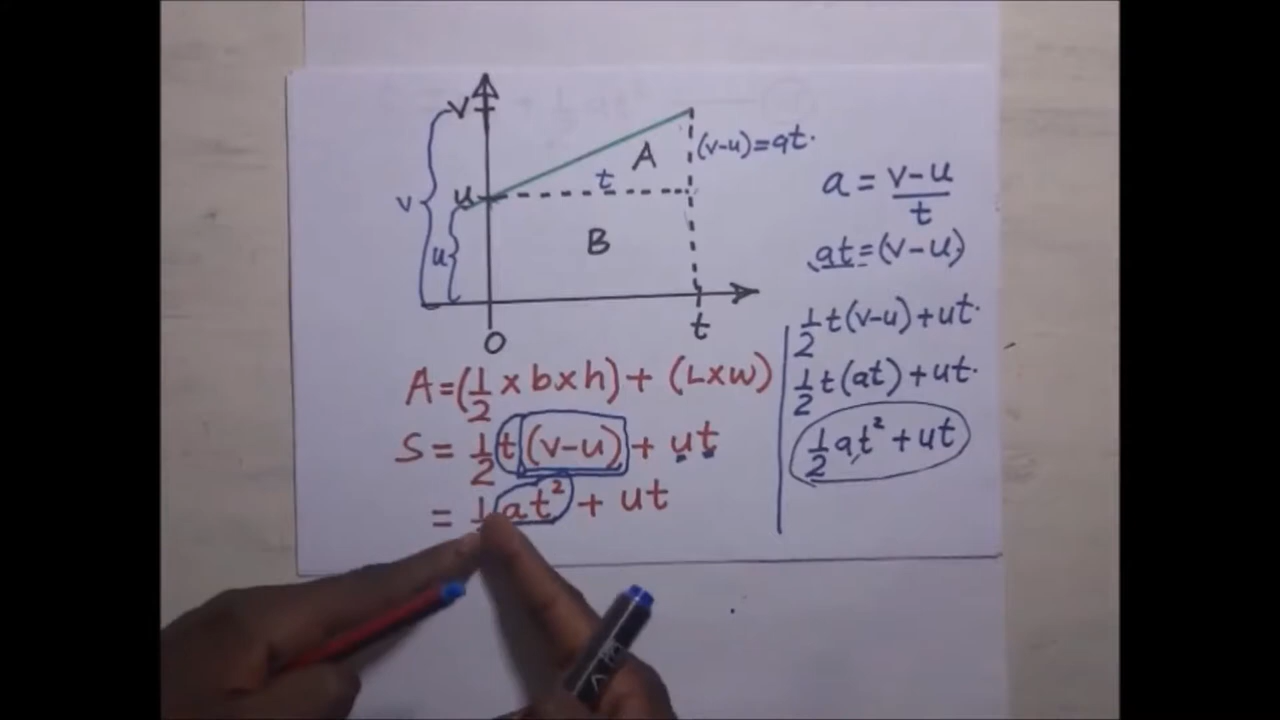 V
(v-u)=at.
A
t
v
u
u
B
O
t
a = v-u/t
at=(v-u)
A=(1/2 x b x h) + (L x W)
S = 1/2 t(v-u) + ut
= 1/2 at² + ut
1/2 t(v-u)+ut.
1/2 t(at)+ut.
1/2 at²+ut